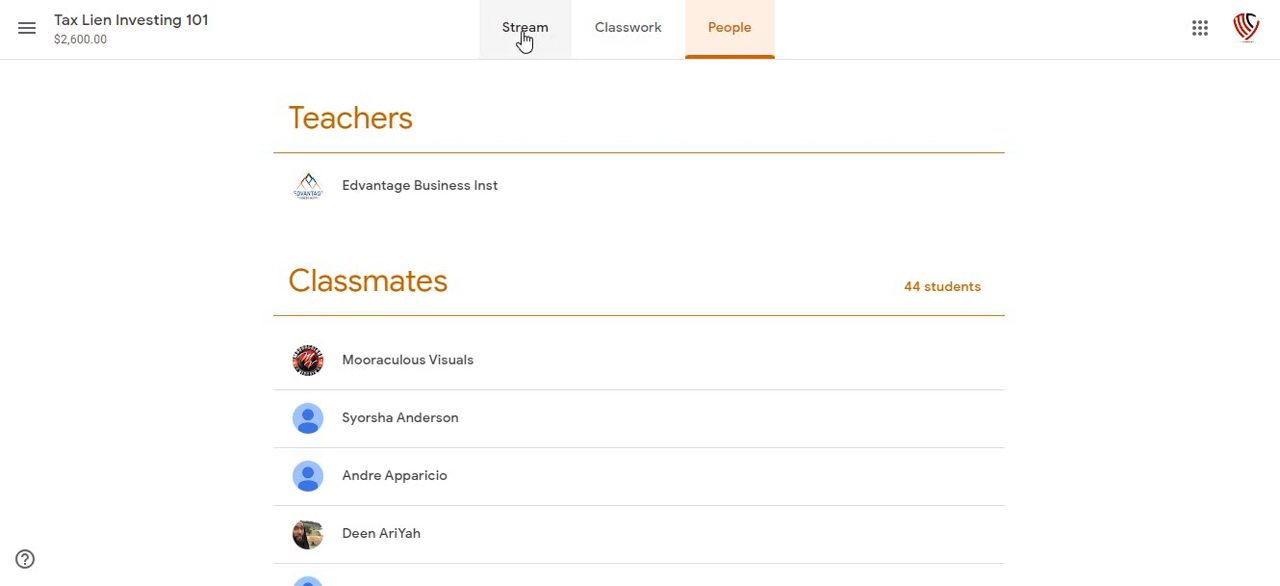 Tax Lien Investing 101
$2,600.00
Stream
Classwork
People
Teachers
Edvantage Business Inst
Classmates
44 students
Mooraculous Visuals
Syorsha Anderson
Andre Apparicio
Deen AriYah